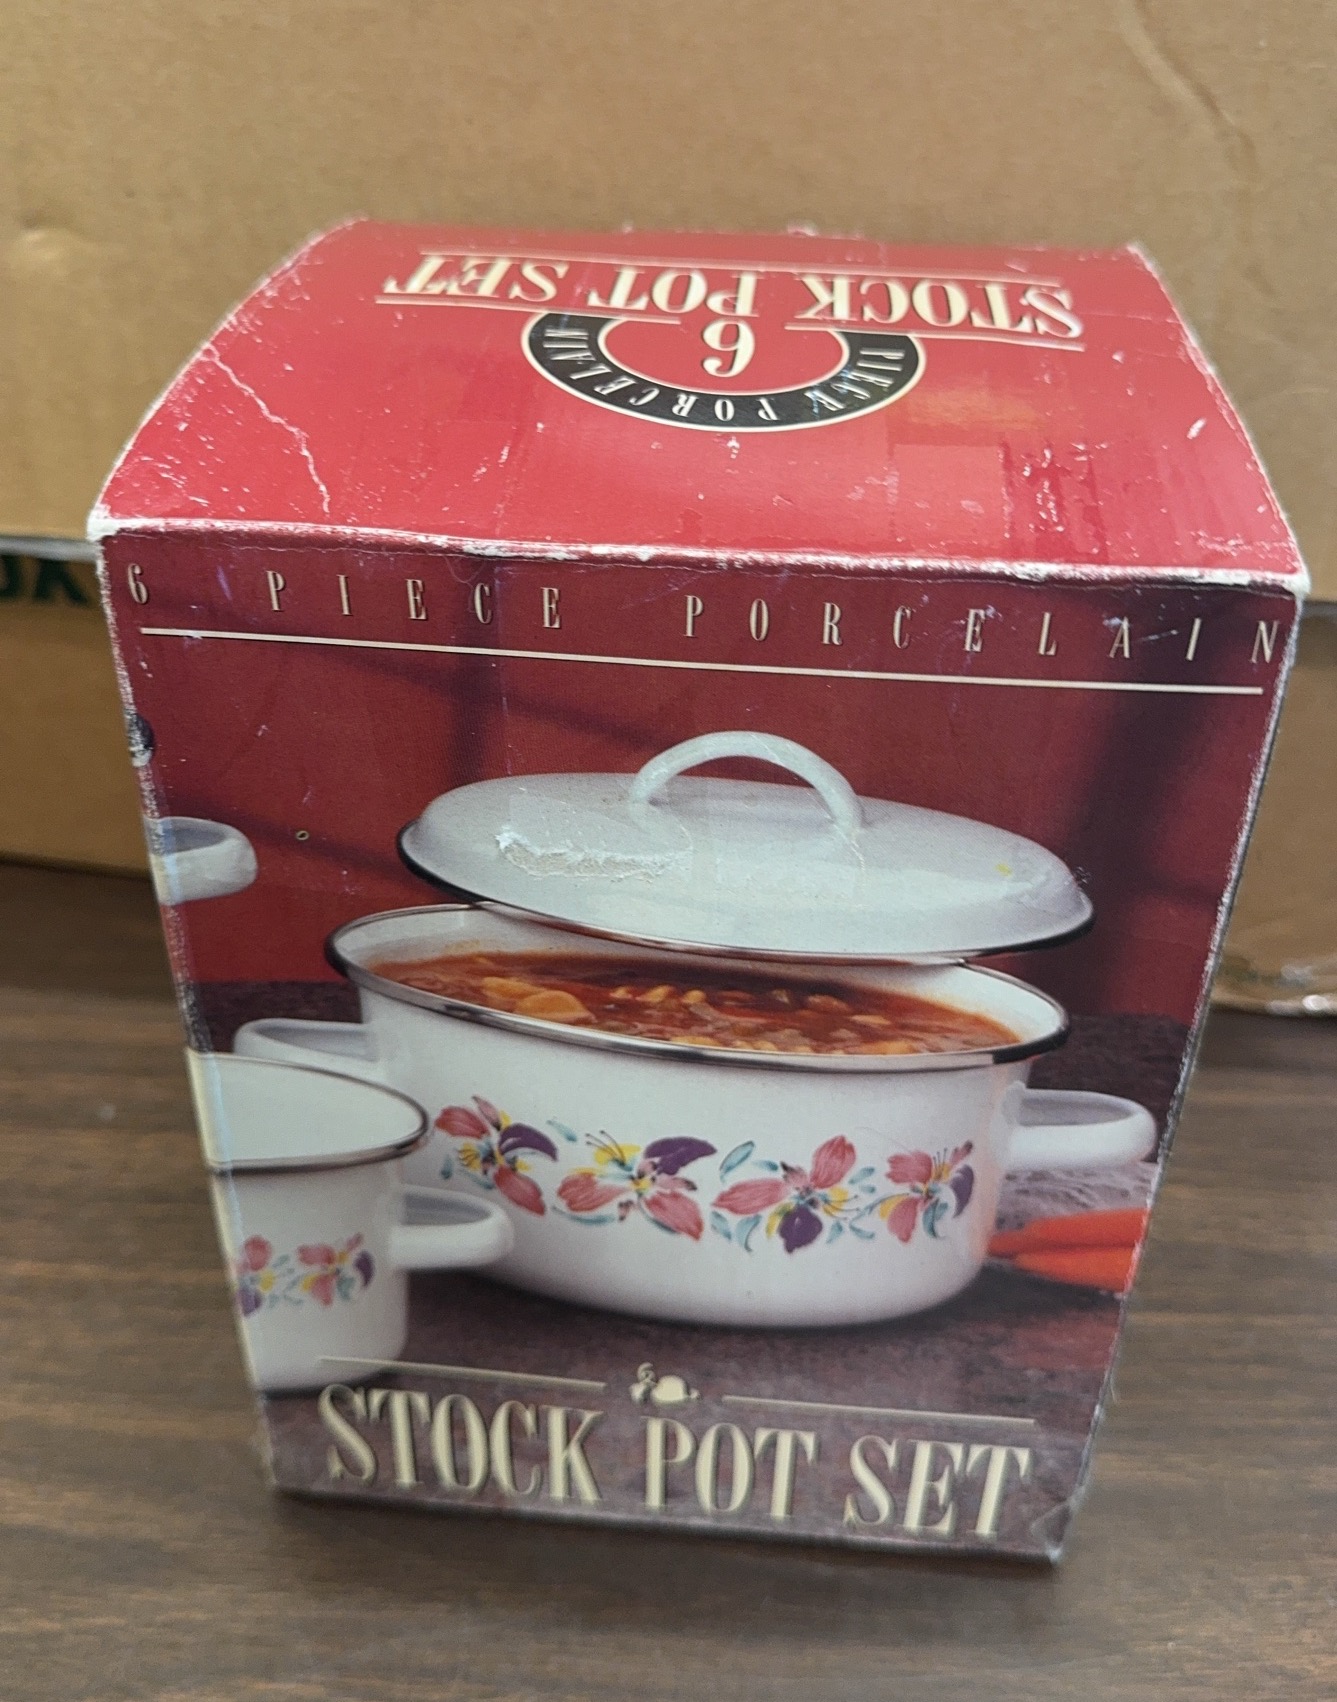 STOCK POT SET
6
PIECE PORCELAIN
6 PIECE PORCELAIN
STOCK POT SET